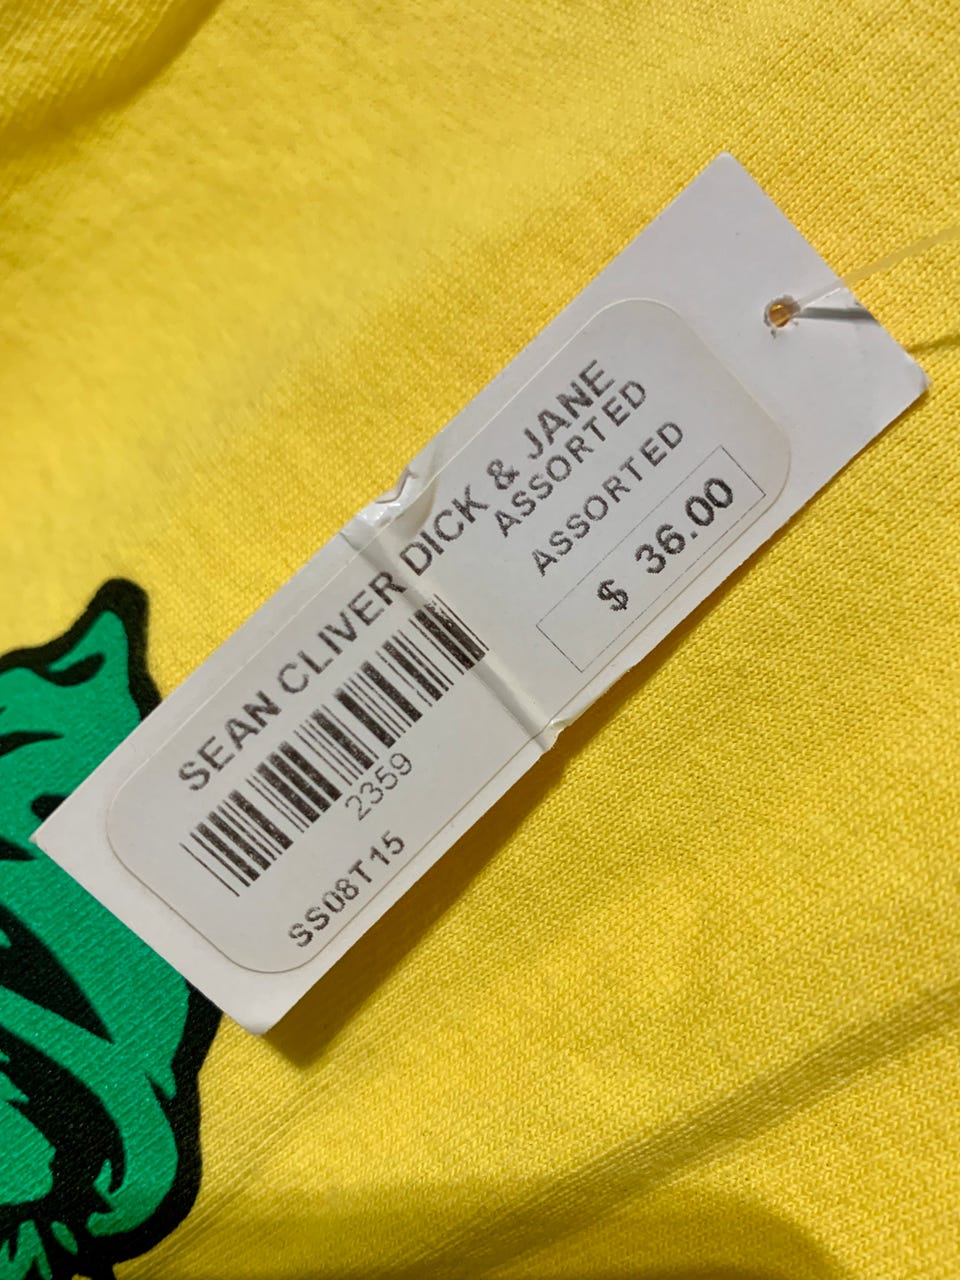 SEAN CLIVER DICK & JANE
ASSORTED
ASSORTED
$ 36.00
2359
SS08T15